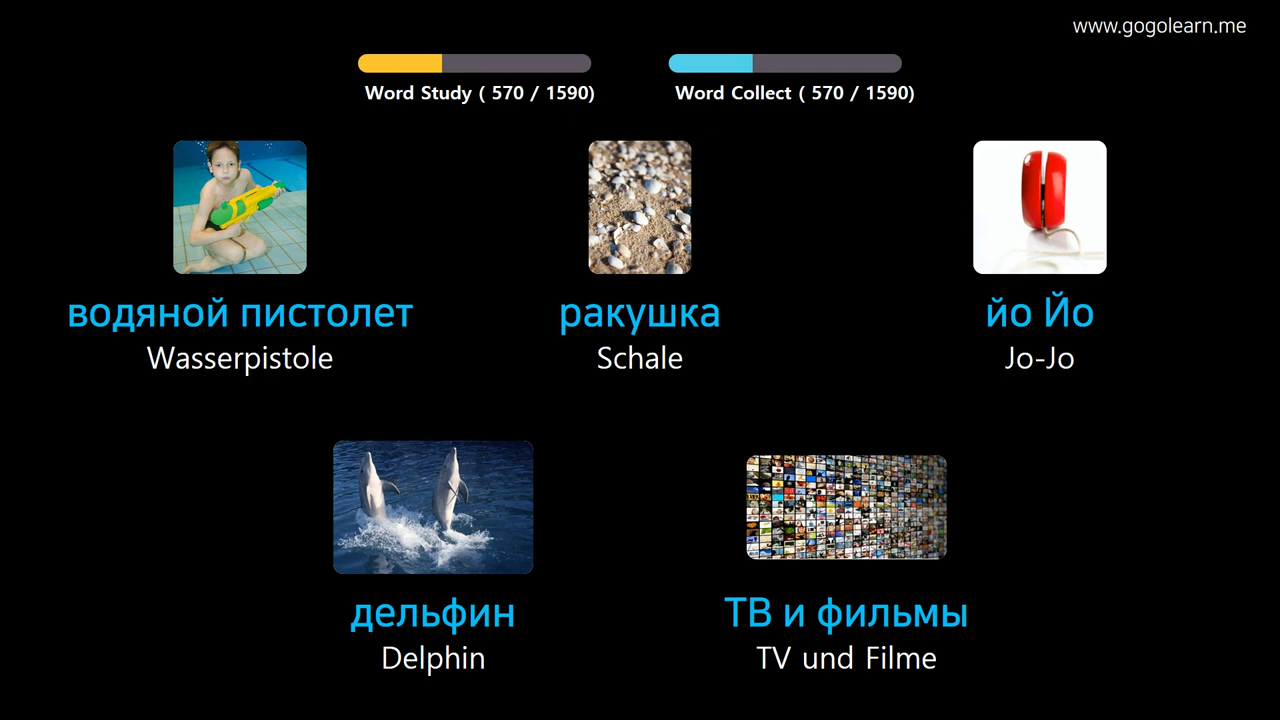 www.gogolearn.me
Word Study ( 570 / 1590)
Word Collect ( 570 / 1590)
водяной пистолет
Wasserpistole
ракушка
Schale
йо Йо
Jo-Jo
дельфин
Delphin
ТВ и фильмы
TV und Filme